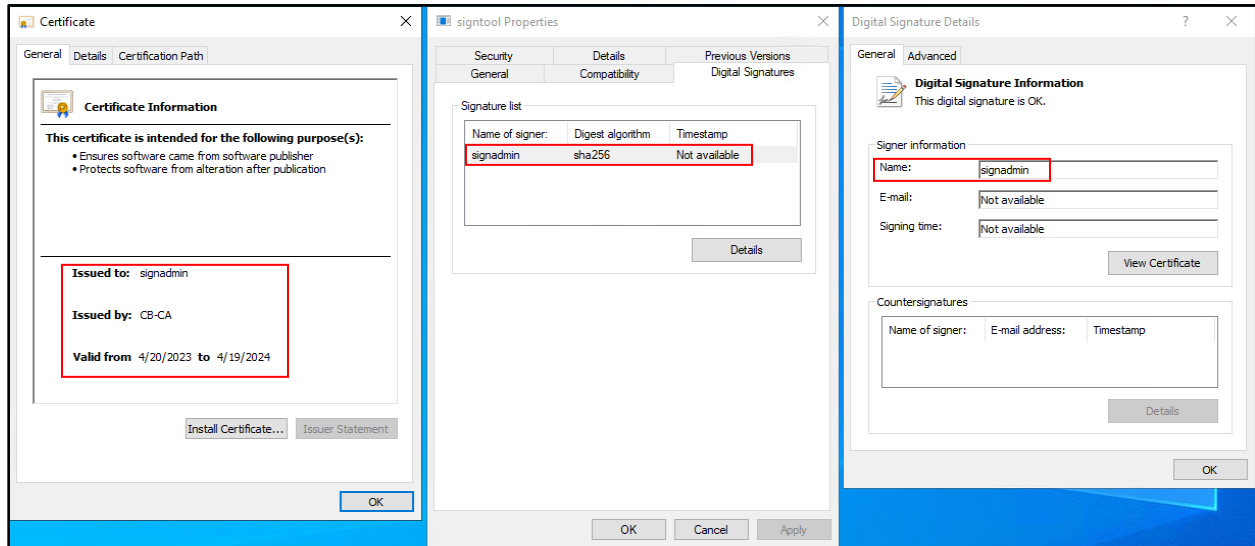 Certificate
General Details Certification Path
Certificate Information
This certificate is intended for the following purpose(s):
• Ensures software came from software publisher
• Protects software from alteration after publication
Issued to: signadmin
Issued by: CB-CA
Valid from 4/20/2023 to 4/19/2024
Install Certificate... Issuer Statement
OK
signtool Properties
Security Details Previous Versions
General Compatibility Digital Signatures
Signature list
Name of signer: Digest algorithm Timestamp
signadmin sha256 Not available
Details
OK Cancel Apply
Digital Signature Details
General Advanced
Digital Signature Information
This digital signature is OK.
Signer information
Name: signadmin
E-mail: Not available
Signing time: Not available
View Certificate
Countersignatures
Name of signer: E-mail address: Timestamp
Details
OK